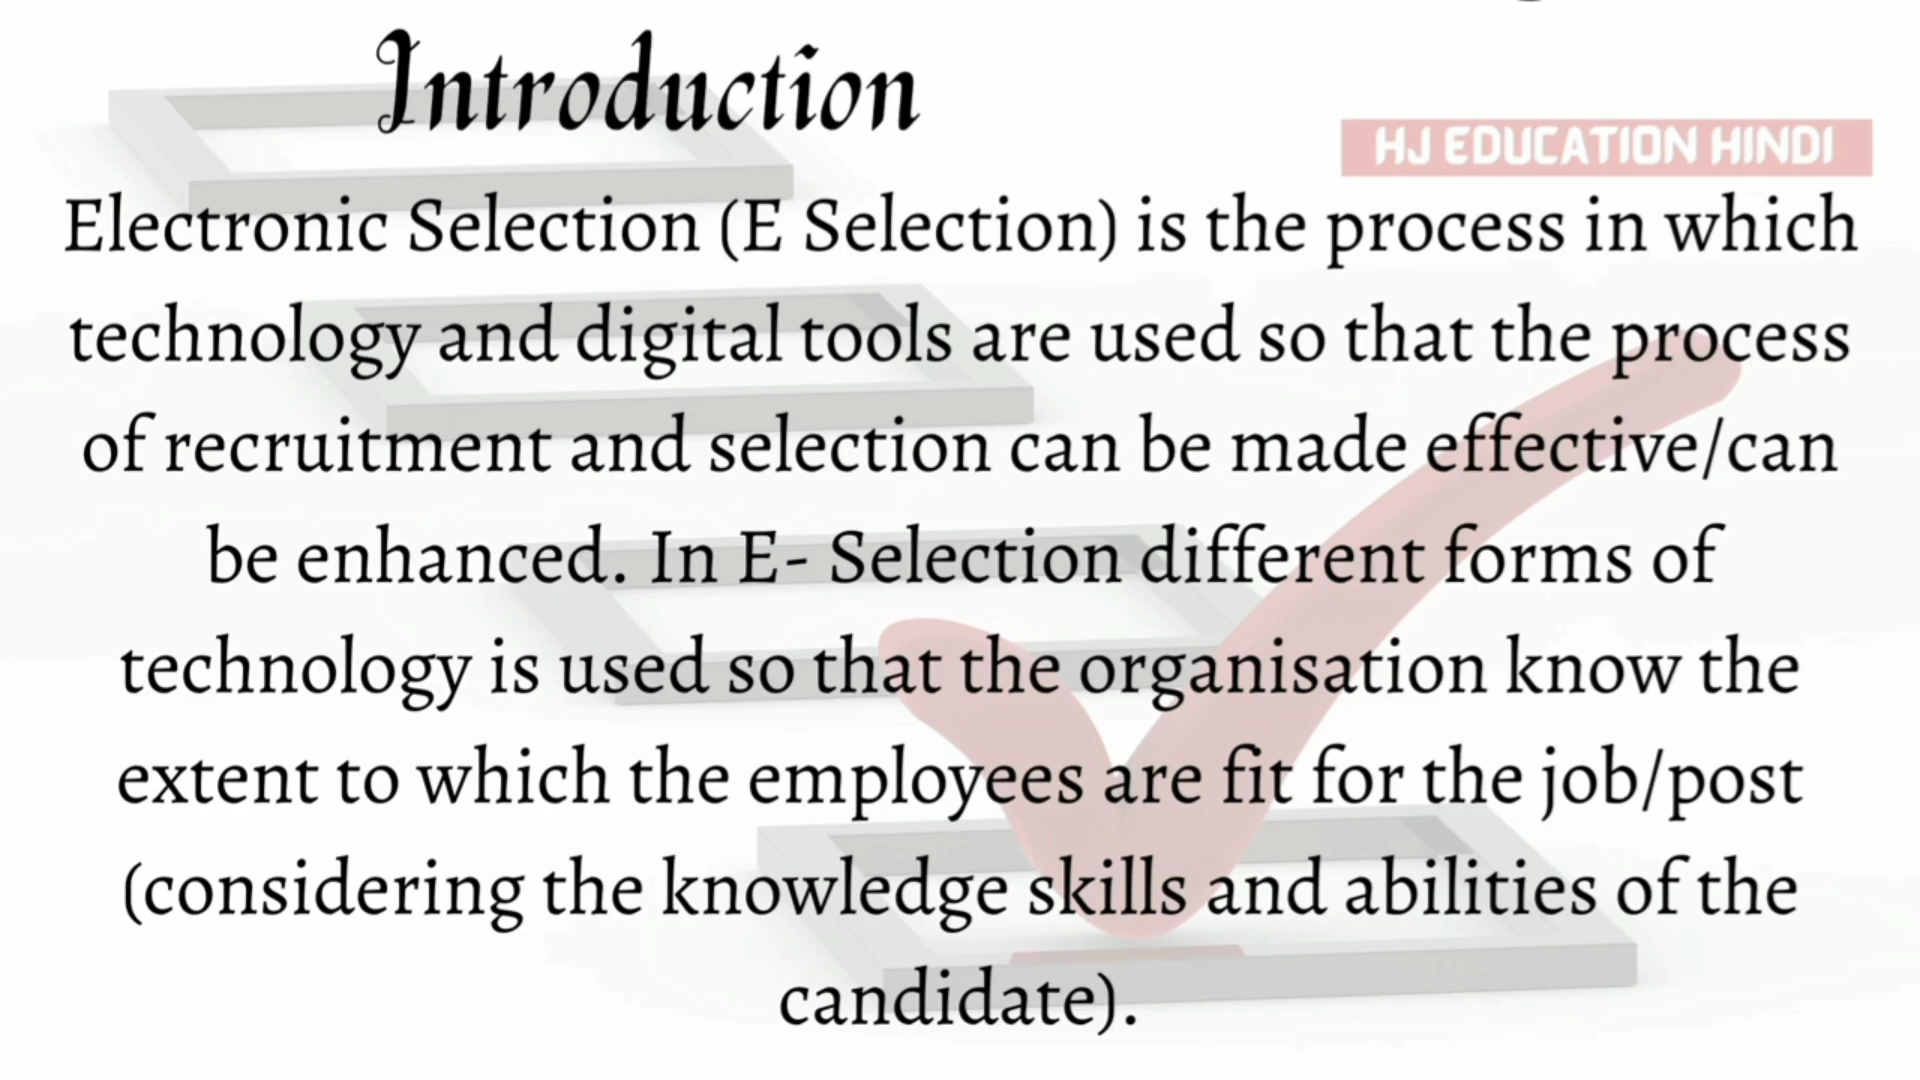 Introduction
HJ EDUCATION HINDI
Electronic Selection (E Selection) is the process in which
technology and digital tools are used so that the process
of recruitment and selection can be made effective/can
be enhanced. In E- Selection different forms of
technology is used so that the organisation know the
extent to which the employees are fit for the job/post
(considering the knowledge skills and abilities of the
candidate).